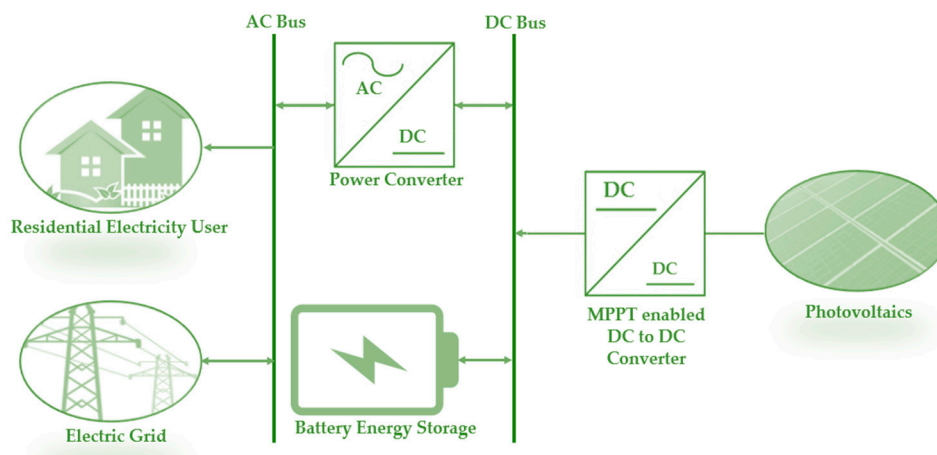 AC Bus
DC Bus
AC
DC
Power Converter
Residential Electricity User
DC
DC
MPPT enabled
DC to DC
Converter
Photovoltaics
Electric Grid
Battery Energy Storage